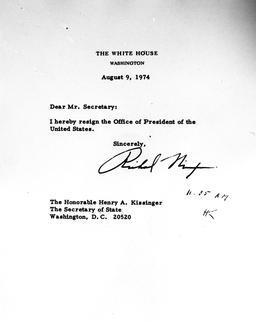 THE WHITE HOUSE
WASHINGTON
August 9, 1974
Dear Mr. Secretary:
I hereby resign the Office of President of the
United States.
Sincerely,
Richard Nixon
11.35 AM
HK
The Honorable Henry A. Kissinger
The Secretary of State
Washington, D. C. 20520